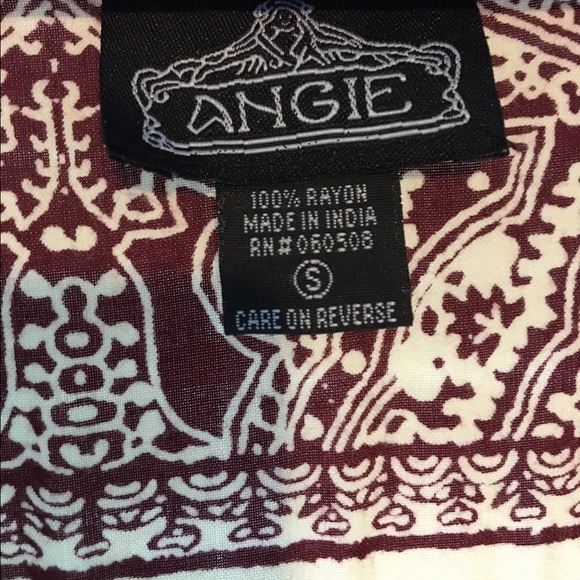 ANGIE
100% RAYON
MADE IN INDIA
RN#060508
S
CARE ON REVERSE